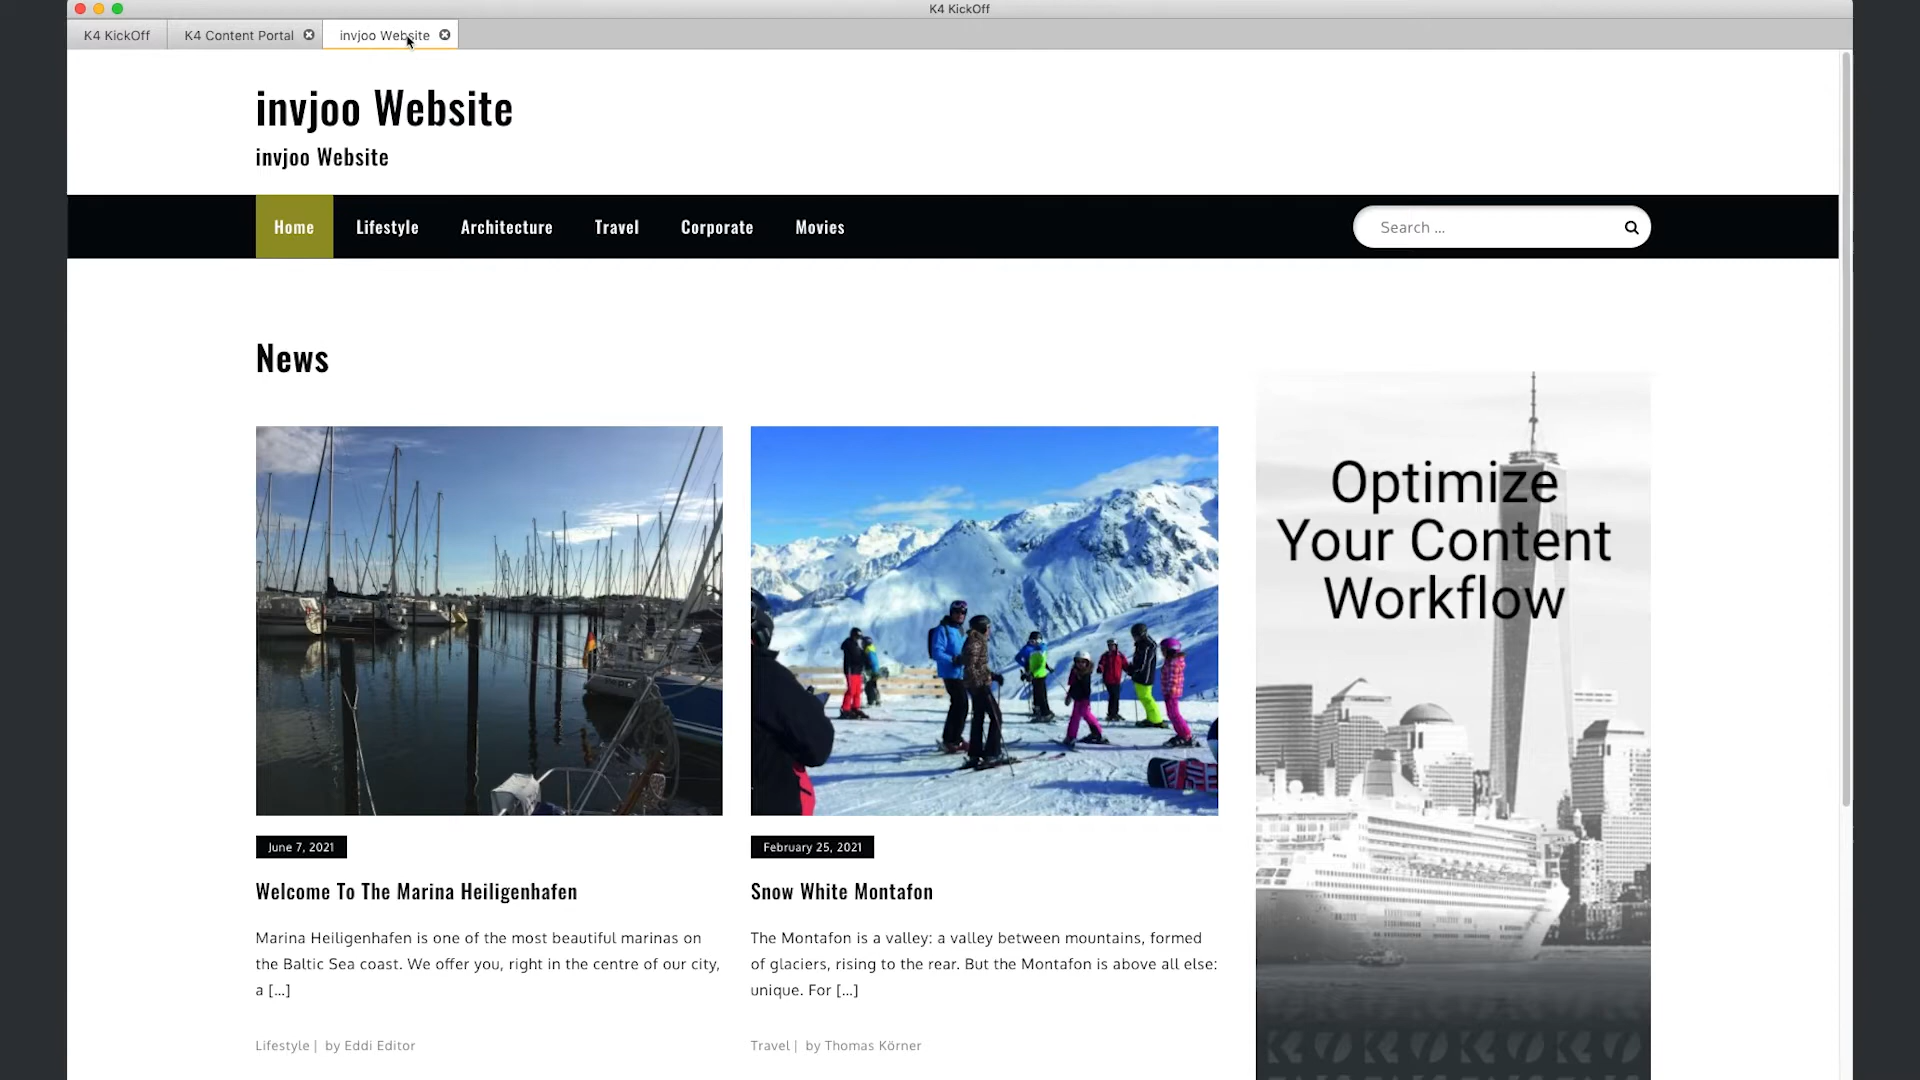 K4 KickOff
K4 KickOff
K4 Content Portal
invjoo Website
invjoo Website
invjoo Website
Home
Lifestyle
Architecture
Travel
Corporate
Movies
Search ...
News
Optimize
Your Content
Workflow
June 7, 2021
Welcome To The Marina Heiligenhafen
Marina Heiligenhafen is one of the most beautiful marinas on
the Baltic Sea coast. We offer you, right in the centre of our city,
a [...]
Lifestyle | by Eddi Editor
February 25, 2021
Snow White Montafon
The Montafon is a valley: a valley between mountains, formed
of glaciers, rising to the rear. But the Montafon is above all else:
unique. For [...]
Travel | by Thomas Körner